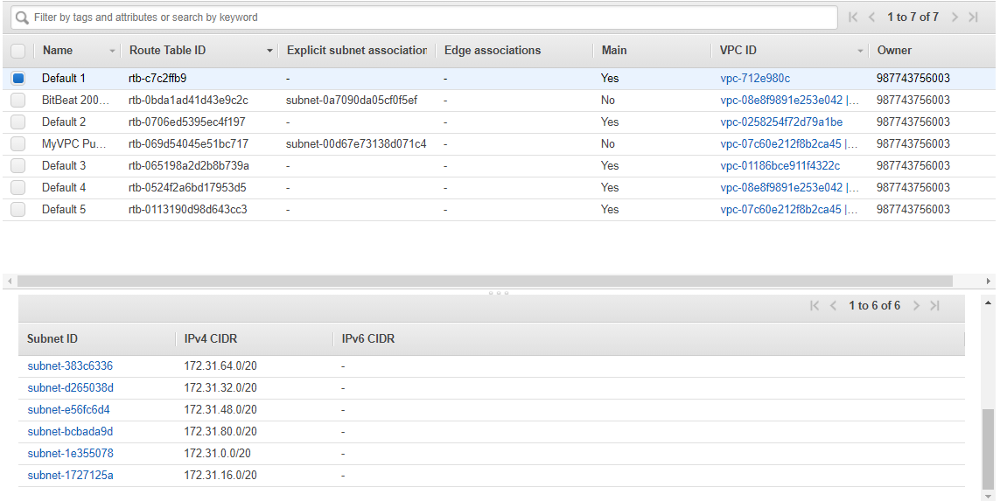 Filter by tags and attributes or search by keyword 1 to 7 of 7
Name Route Table ID Explicit subnet association Edge associations Main VPC ID Owner
Default 1 rtb-c7c2ffb9 - - Yes vpc-712e980c 987743756003
BitBeat 200... rtb-0bda1ad41d43e9c2c subnet-0a7090da05cf0f5ef - No vpc-08e8f9891e253e042 |... 987743756003
Default 2 rtb-0706ed5395ec4f197 - - Yes vpc-0258254f72d79a1be 987743756003
MyVPC Pu... rtb-069d54045e51bc717 subnet-00d67e73138d071c4 - No vpc-07c60e212f8b2ca45 |... 987743756003
Default 3 rtb-065198a2d2b8b739a - - Yes vpc-01186bce911f4322c 987743756003
Default 4 rtb-0524f2a6bd17953d5 - - Yes vpc-08e8f9891e253e042 |... 987743756003
Default 5 rtb-0113190d98d643cc3 - - Yes vpc-07c60e212f8b2ca45 |... 987743756003
1 to 6 of 6
Subnet ID IPv4 CIDR IPv6 CIDR
subnet-383c6336 172.31.64.0/20 -
subnet-d265038d 172.31.32.0/20 -
subnet-e56fc6d4 172.31.48.0/20 -
subnet-bcbada9d 172.31.80.0/20 -
subnet-1e355078 172.31.0.0/20 -
subnet-1727125a 172.31.16.0/20 -